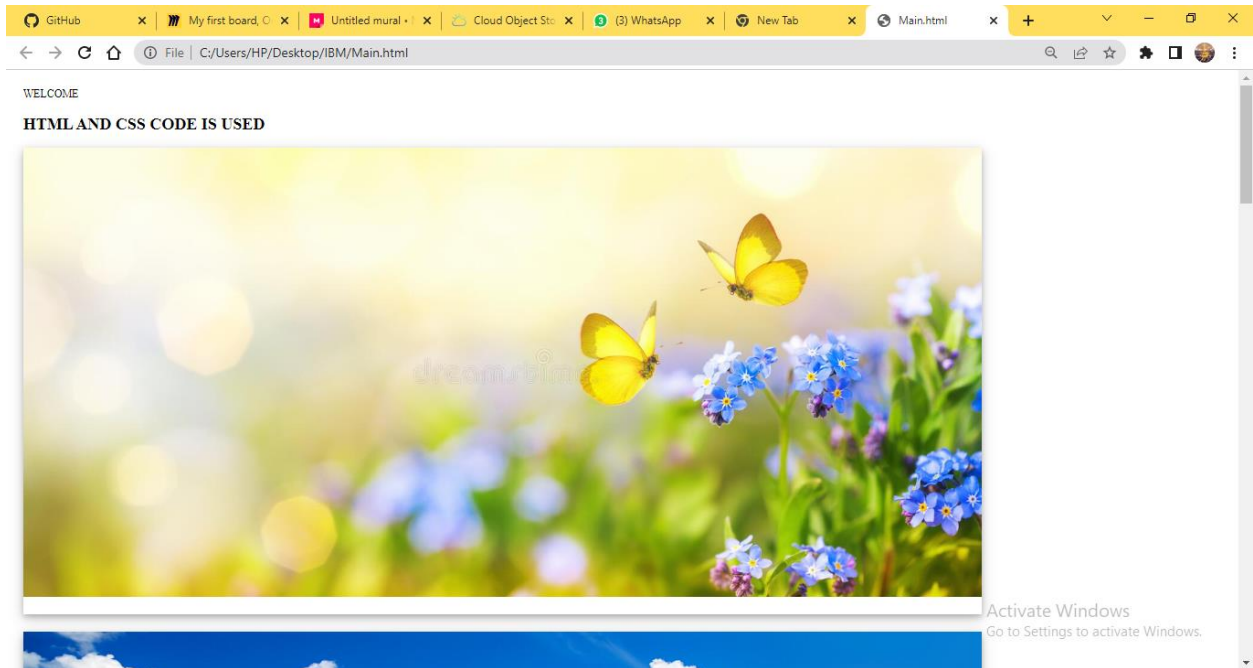 GitHub
My first board, O
Untitled mural •
Cloud Object Sto
(3) WhatsApp
New Tab
Main.html
File | C:/Users/HP/Desktop/IBM/Main.html
WELCOME
HTML AND CSS CODE IS USED
dreamstime
Activate Windows
Go to Settings to activate Windows.